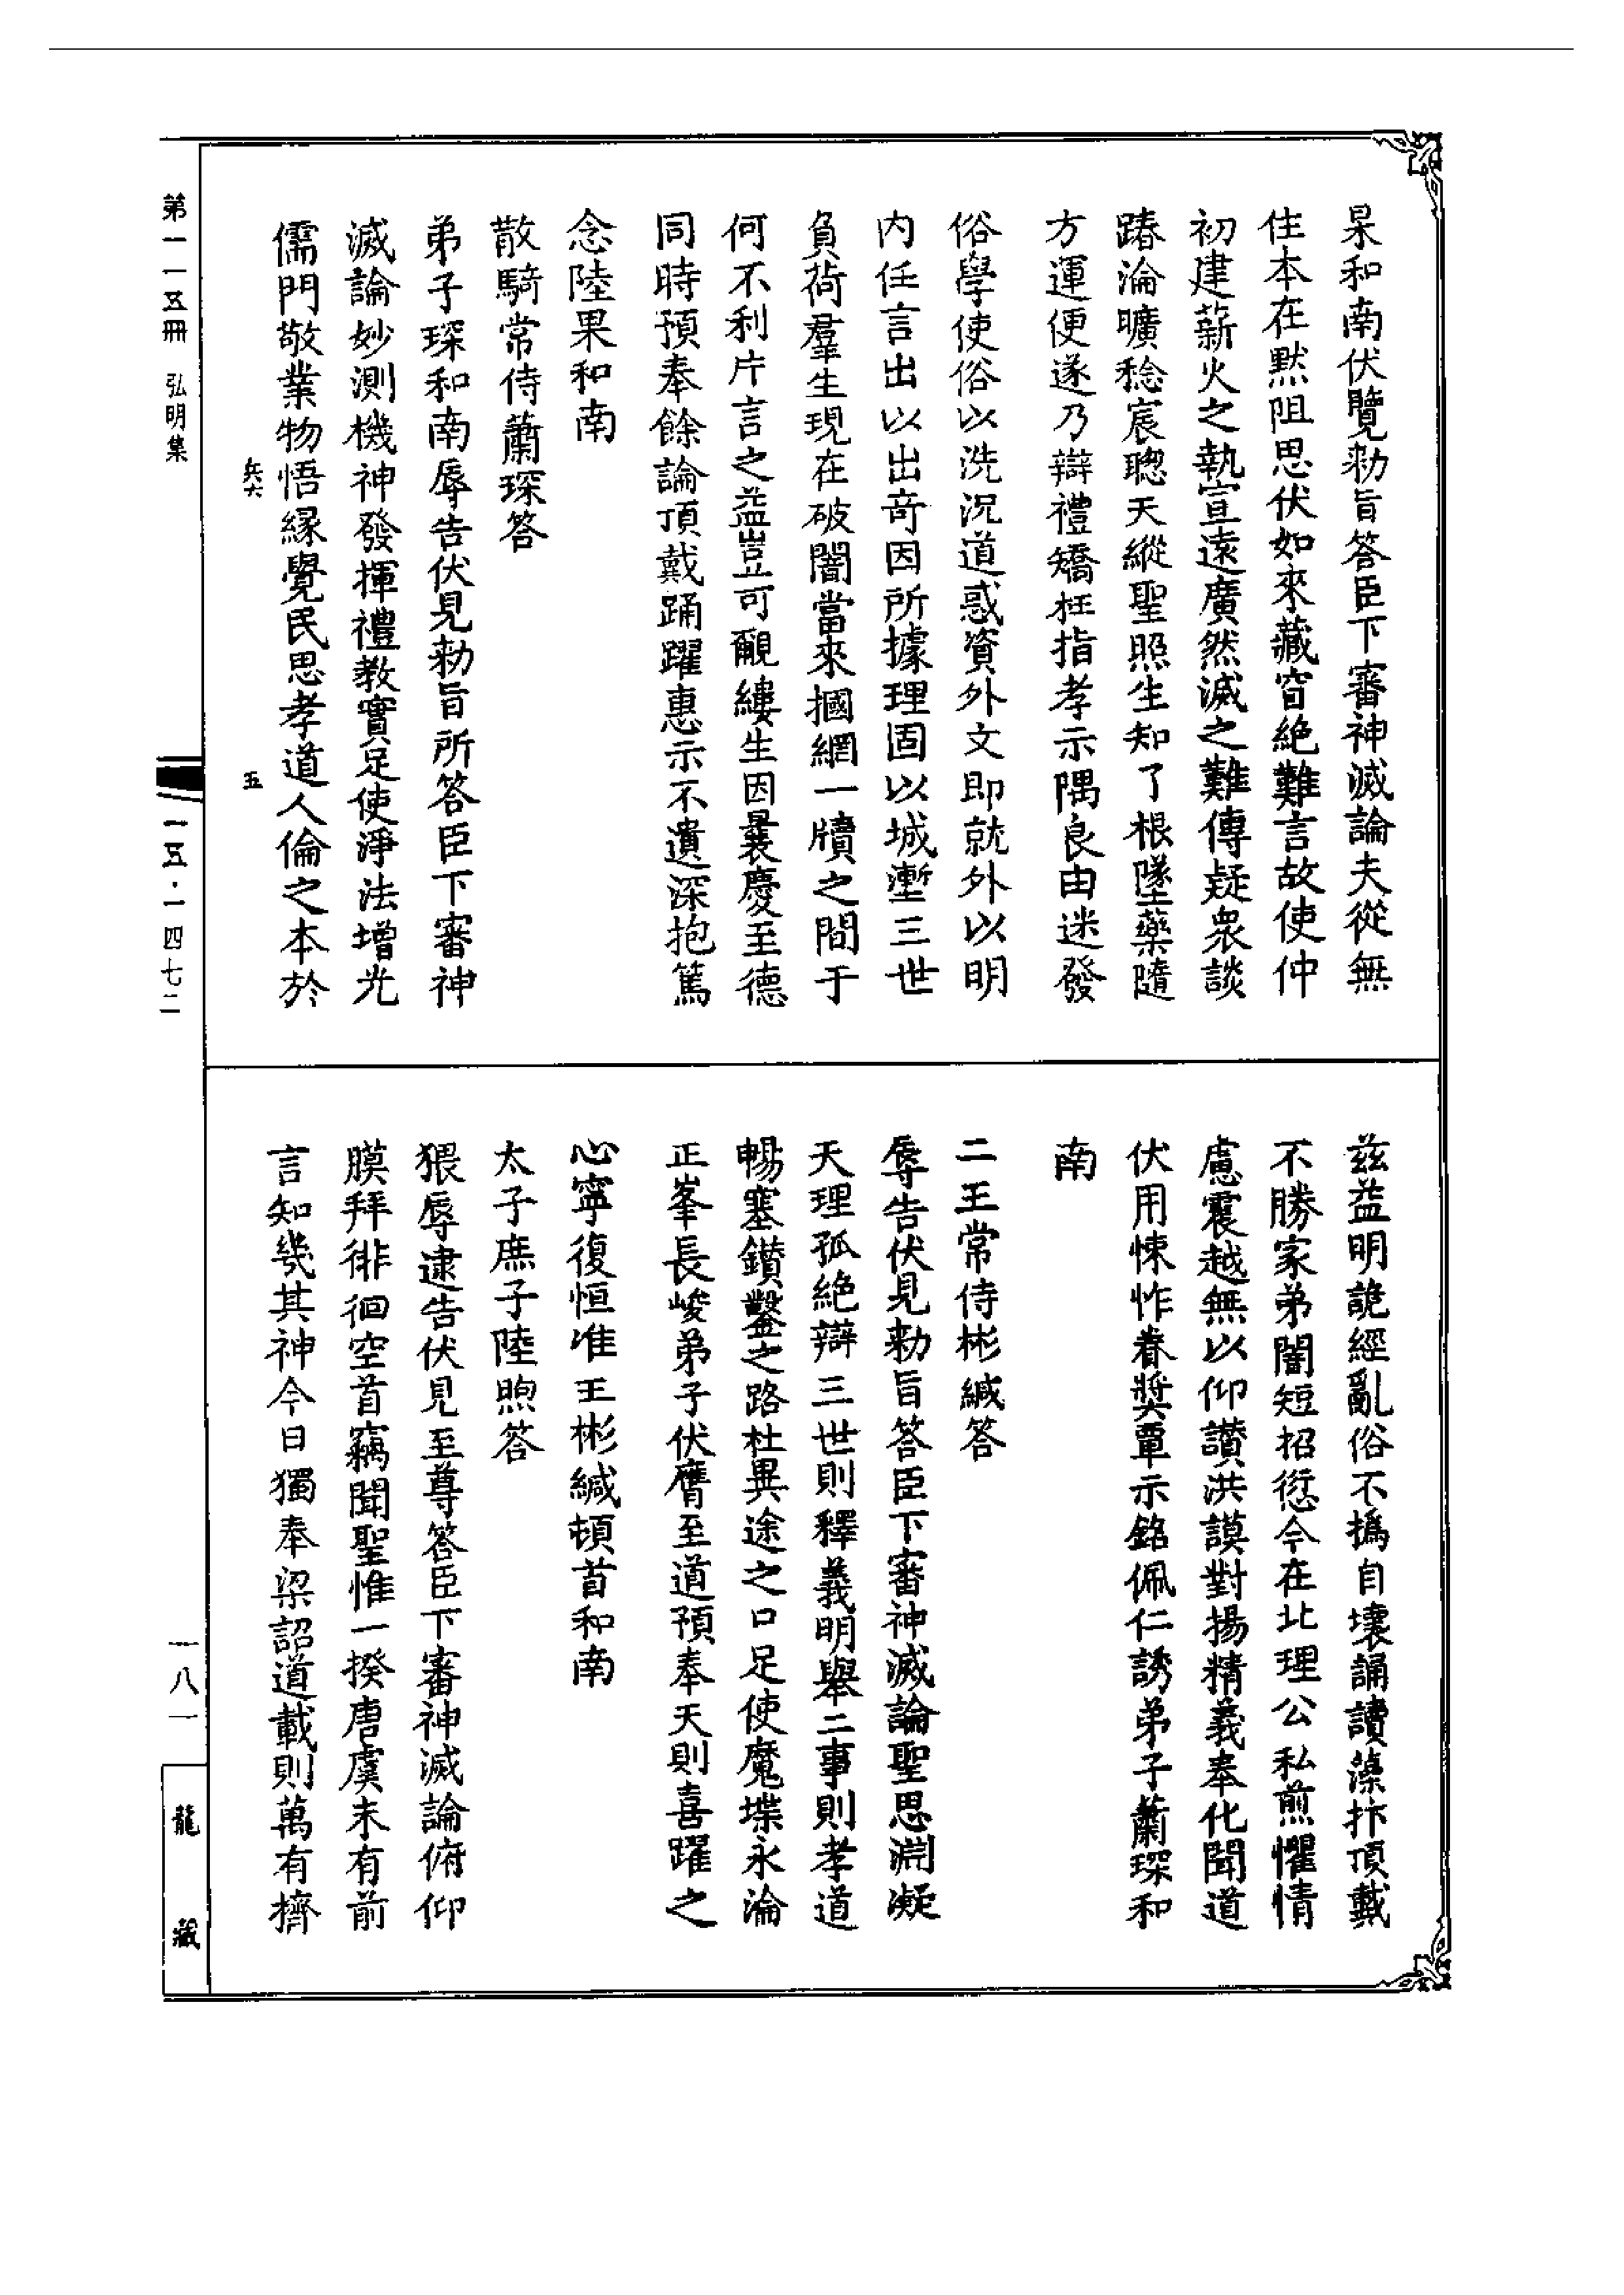 杲和南伏覽勑旨答臣下審神滅論夫從無
住本在黙阻思伏如來藏窅絶難言故使仲
初建薪火之執宣遠廣然滅之難傳疑衆談
踳淪曠稔宸聰天縱聖照生知了根墜藥隨
方運便遂乃辯禮矯枉指孝示隅良由迷發
俗學使俗以洗況道惑資外文即就外以明
内任言出以出竒因所據理固以城塹三世
負荷羣生現在破闇當來摑網一牘之間于
何不利片言之益豈可覼縷生因曩慶至德
同時預奉餘論頂戴踊躍惠示不遺深抱篤
念陸果和南
散騎常侍蕭琛答
弟子琛和南辱告伏見勑旨所答臣下審神
滅論妙測機神發揮禮教實足使淨法增光
儒門敬業物悟縁覺民思孝道人倫之本於
兹益明詭經亂俗不撝自壞誦讀藻抃頂戴
不勝家弟闇短招愆今在比理公私煎懼情
慮震越無以仰讃洪謨對揚精義奉化聞道
伏用悚怍眷奬覃示銘佩仁誘弟子蕭琛和
南
二王常侍彬緘答
辱告伏見勑旨答臣下審神滅論聖思淵凝
天理孤絶辯三世則釋義明舉二事則孝道
暢塞鑚鑿之路杜異途之口足使魔堞永淪
正峯長峻弟子伏膺至道預奉天則喜躍之
心寧復恒准王彬緘頓首和南
太子庶子陸煦答
猥辱逮告伏見至尊答臣下審神滅論俯仰
膜拜徘徊空首竊聞聖惟一揆唐虞未有前
言知幾其神今日獨奉梁詔道載則萬有擠
兵六
五
第一一五冊 弘明集
一五·一四七二
一八一
龍藏